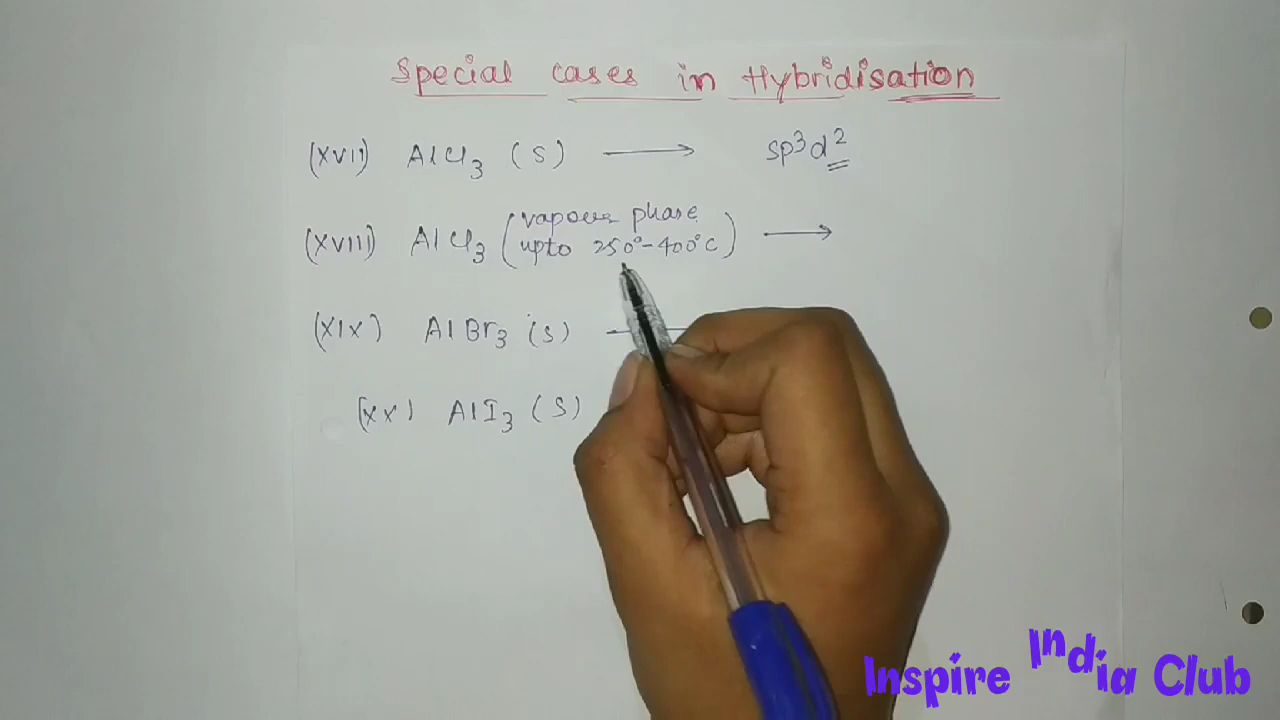 Special cases in Hybridisation
(XVII) AlCl3 (S) → sp³d²
(XVIII) AlCl3 (vapour phase
upto 250°-400°C) →
(XIX) AlBr3 (S)
(XX) AlI3 (S)
Inspire India Club